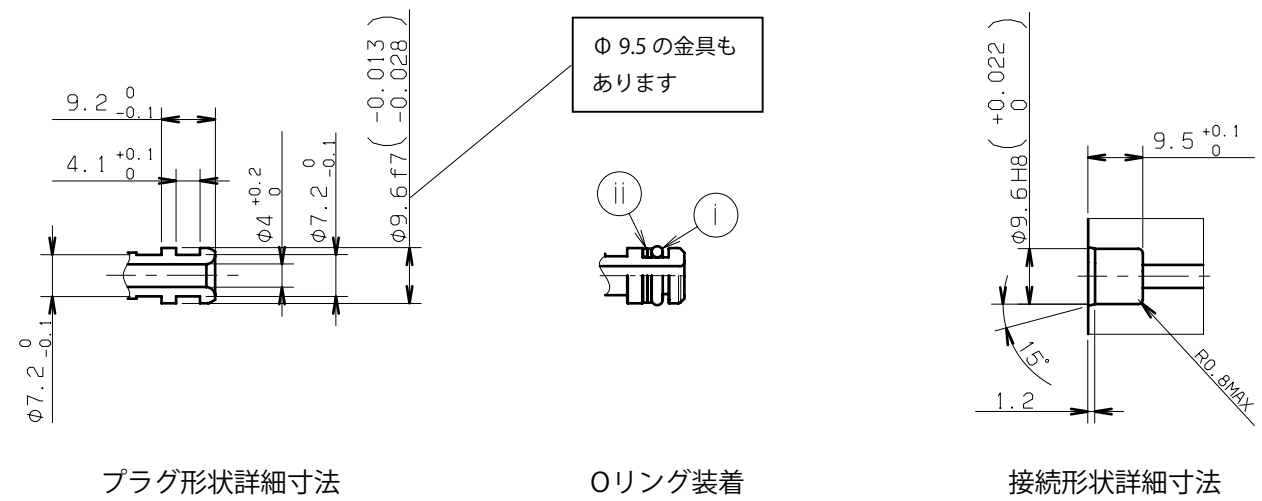 Φ 9.5 の金具も
あります
9.2 0 -0.1
4.1 +0.1 0
φ7.2 0 -0.1
φ4 +0.2 0
φ7.2 0 -0.1
φ9.6f7 (-0.013 -0.028)
ii
i
φ9.6H8 (+0.022 0)
9.5 +0.1 0
15°
1.2
R0.8MAX
プラグ形状詳細寸法
Oリング装着
接続形状詳細寸法